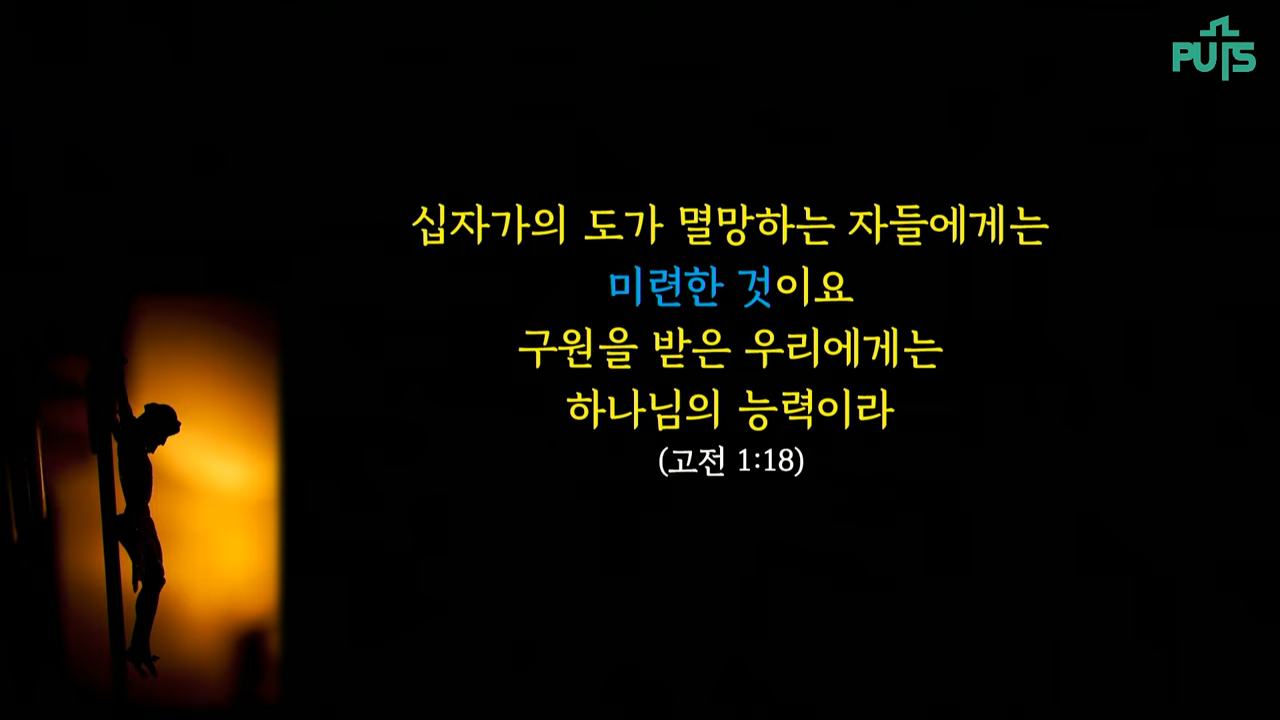 PUTS
십자가의 도가 멸망하는 자들에게는
미련한 것이요
구원을 받은 우리에게는
하나님의 능력이라
(고전 1:18)